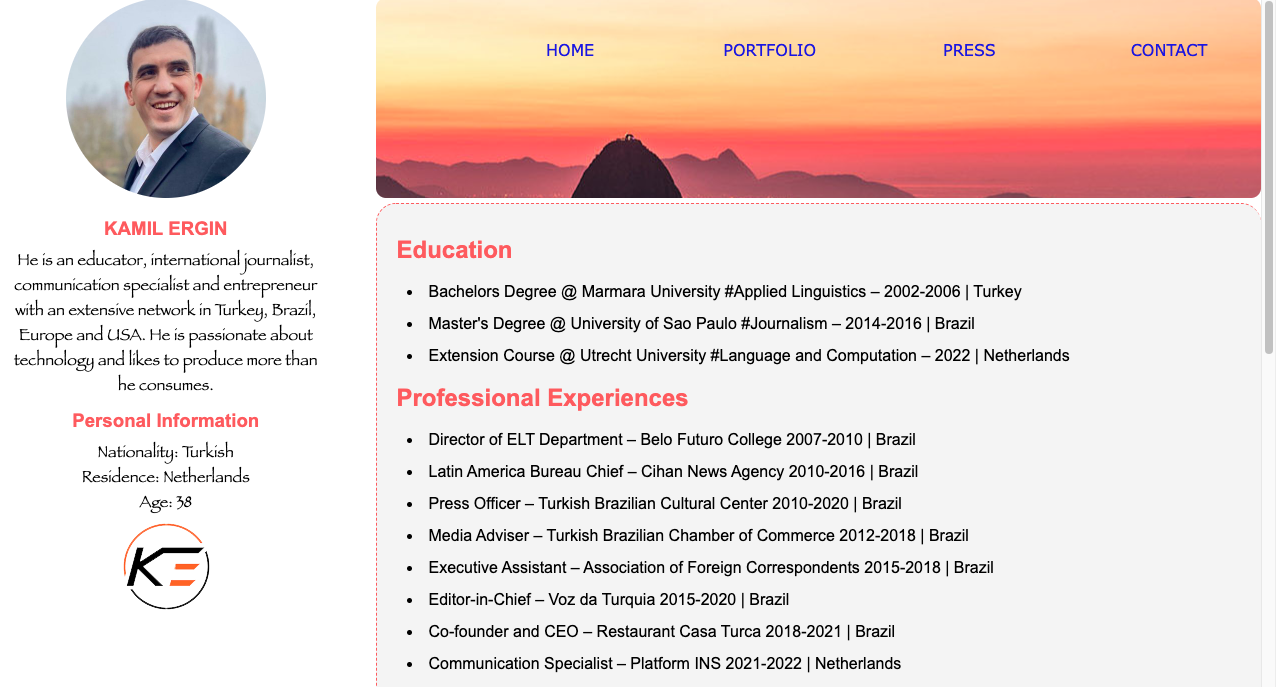 HOME PORTFOLIO PRESS CONTACT
KAMIL ERGIN
He is an educator, international journalist,
communication specialist and entrepreneur
with an extensive network in Turkey, Brazil,
Europe and USA. He is passionate about
technology and likes to produce more than
he consumes.
Personal Information
Nationality: Turkish
Residence: Netherlands
Age: 38
KE
Education
• Bachelors Degree @ Marmara University #Applied Linguistics – 2002-2006 | Turkey
• Master's Degree @ University of Sao Paulo #Journalism – 2014-2016 | Brazil
• Extension Course @ Utrecht University #Language and Computation – 2022 | Netherlands
Professional Experiences
• Director of ELT Department – Belo Futuro College 2007-2010 | Brazil
• Latin America Bureau Chief – Cihan News Agency 2010-2016 | Brazil
• Press Officer – Turkish Brazilian Cultural Center 2010-2020 | Brazil
• Media Adviser – Turkish Brazilian Chamber of Commerce 2012-2018 | Brazil
• Executive Assistant – Association of Foreign Correspondents 2015-2018 | Brazil
• Editor-in-Chief – Voz da Turquia 2015-2020 | Brazil
• Co-founder and CEO – Restaurant Casa Turca 2018-2021 | Brazil
• Communication Specialist – Platform INS 2021-2022 | Netherlands